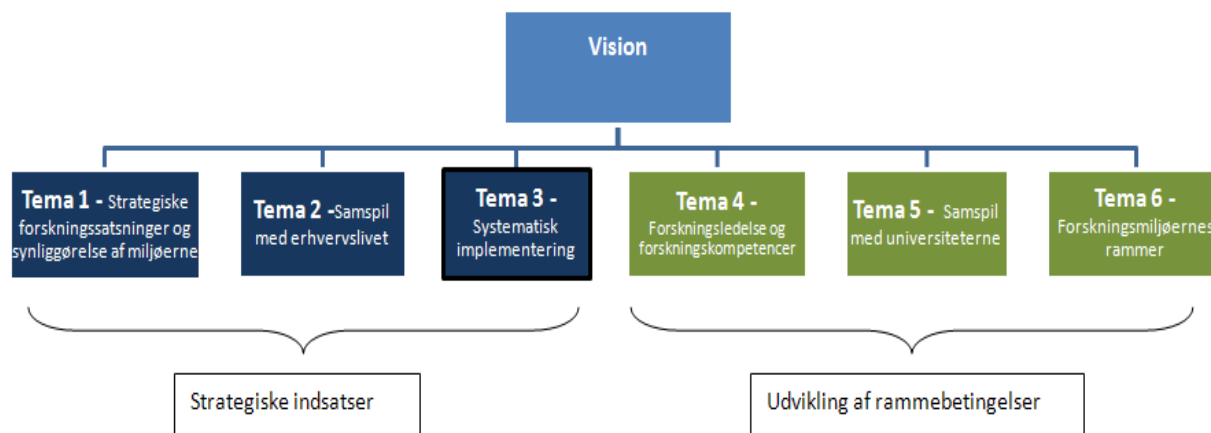 Vision
Tema 1 - Strategiske
forskningssatsninger og
synliggørelse af miljøerne
Tema 2 -Samspil
med erhvervslivet
Tema 3 -
Systematisk
implementering
Tema 4 -
Forskningsledelse og
forskningskompetencer
Tema 5 - Samspil
med universiteterne
Tema 6 -
Forskningsmiljøernes
rammer
Strategiske indsatser
Udvikling af rammebetingelser